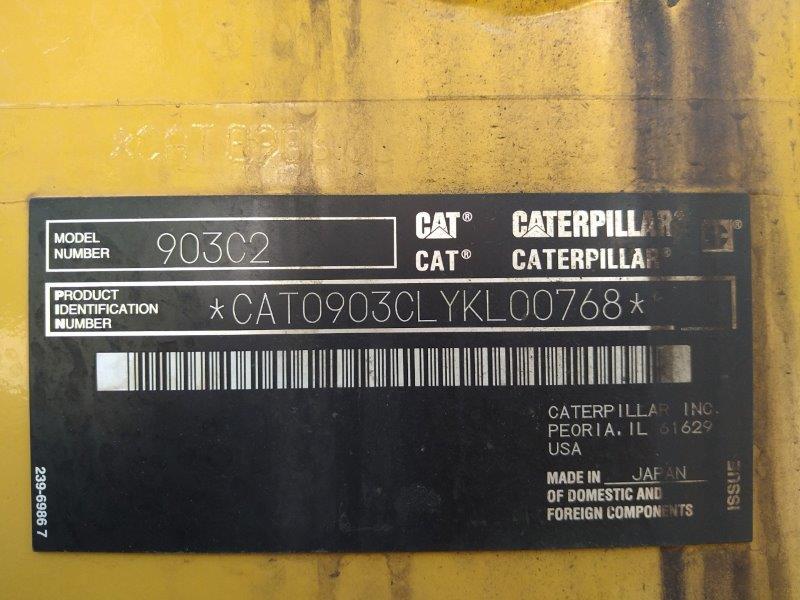 MODEL NUMBER 903C2
CAT® CATERPILLAR®
CAT® CATERPILLAR®
PRODUCT IDENTIFICATION NUMBER *CAT0903CLYKL00768*
CATERPILLAR INC.
PEORIA.IL 61629
USA
MADE IN JAPAN
OF DOMESTIC AND
FOREIGN COMPONENTS
239-6986 7
ISSUE